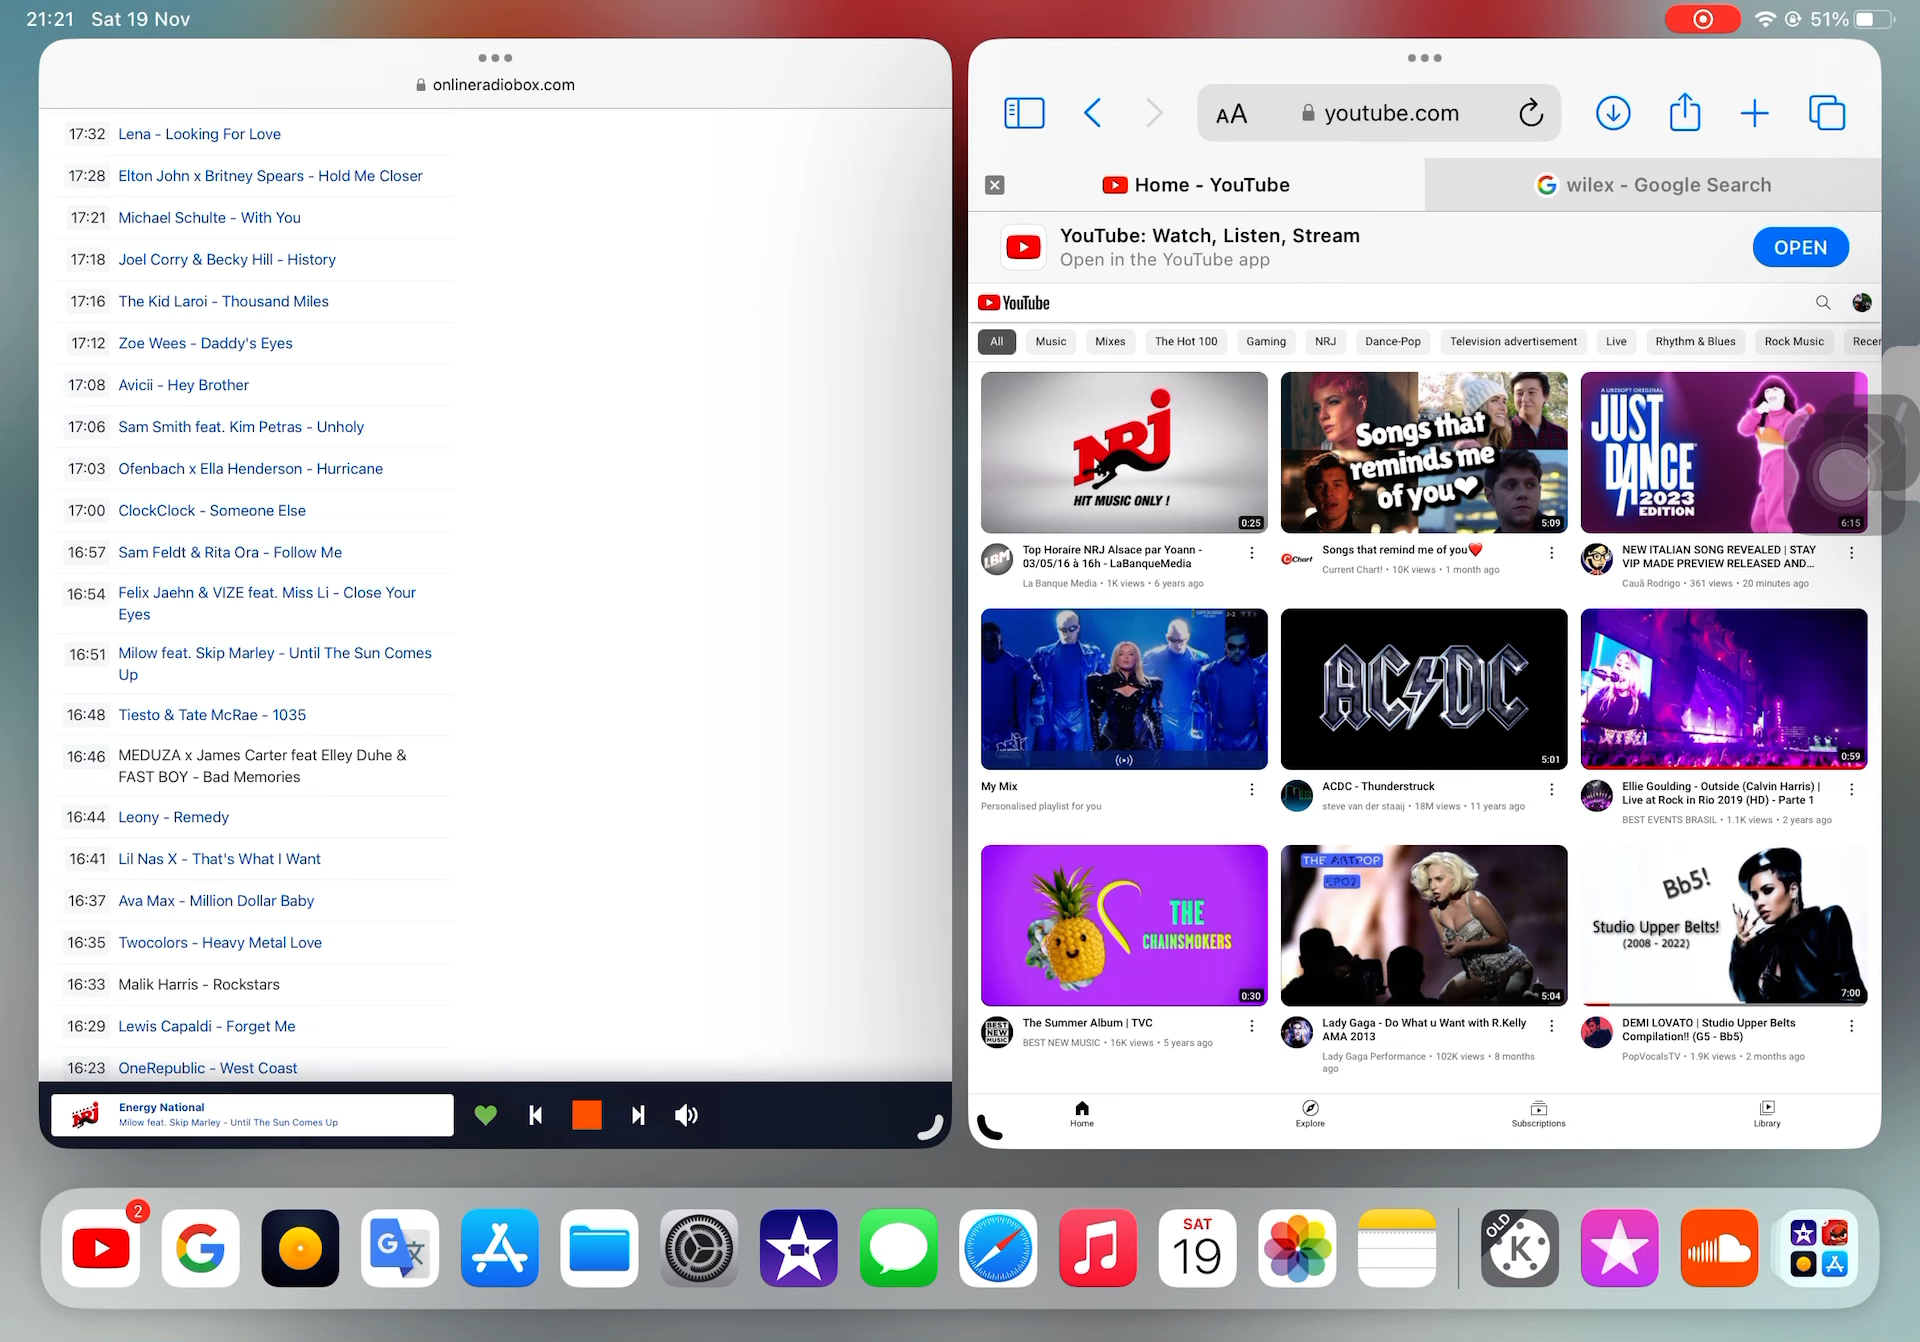 21:21 Sat 19 Nov
51%
onlineradiobox.com
17:32 Lena - Looking For Love
17:28 Elton John x Britney Spears - Hold Me Closer
17:21 Michael Schulte - With You
17:18 Joel Corry & Becky Hill - History
17:16 The Kid Laroi - Thousand Miles
17:12 Zoe Wees - Daddy's Eyes
17:08 Avicii - Hey Brother
17:06 Sam Smith feat. Kim Petras - Unholy
17:03 Ofenbach x Ella Henderson - Hurricane
17:00 ClockClock - Someone Else
16:57 Sam Feldt & Rita Ora - Follow Me
16:54 Felix Jaehn & VIZE feat. Miss Li - Close Your
Eyes
16:51 Milow feat. Skip Marley - Until The Sun Comes
Up
16:48 Tiesto & Tate McRae - 1035
16:46 MEDUZA x James Carter feat Elley Duhe &
FAST BOY - Bad Memories
16:44 Leony - Remedy
16:41 Lil Nas X - That's What I Want
16:37 Ava Max - Million Dollar Baby
16:35 Twocolors - Heavy Metal Love
16:33 Malik Harris - Rockstars
16:29 Lewis Capaldi - Forget Me
16:23 OneRepublic - West Coast
NRJ
Energy National
Milow feat. Skip Marley - Until The Sun Comes Up
AA youtube.com
Home - YouTube
wilex - Google Search
YouTube: Watch, Listen, Stream
Open in the YouTube app
OPEN
YouTube
All Music Mixes The Hot 100 Gaming NRJ Dance-Pop Television advertisement Live Rhythm & Blues Rock Music Recen
NRJ
HIT MUSIC ONLY !
0:25
LBM
Top Horaire NRJ Alsace par Yoann -
03/05/16 à 16h - LaBanqueMedia
La Banque Media • 1K views • 6 years ago
Songs that
reminds me
of you❤
5:09
Chart
Songs that remind me of you❤️
Current Chart! • 10K views • 1 month ago
A UBISOFT ORIGINAL
JUST
DANCE
2023
EDITION
6:15
NEW ITALIAN SONG REVEALED | STAY
VIP MADE PREVIEW RELEASED AND...
Cauã Rodrigo • 361 views • 20 minutes ago
My Mix
Personalised playlist for you
AC DC
5:01
ACDC - Thunderstruck
steve van der staaij • 18M views • 11 years ago
0:59
Ellie Goulding - Outside (Calvin Harris) |
Live at Rock in Rio 2019 (HD) - Parte 1
BEST EVENTS BRASIL • 1.1K views • 2 years ago
THE
CHAINSMOKERS
0:30
BEST
NEW
MUSIC
The Summer Album | TVC
BEST NEW MUSIC • 16K views • 5 years ago
THE ARTPOP
EP02
5:04
Lady Gaga - Do What u Want with R.Kelly
AMA 2013
Lady Gaga Performance • 102K views • 8 months
ago
Bb5!
Studio Upper Belts!
(2008 - 2022)
7:00
DEMI LOVATO | Studio Upper Belts
Compilation!! (G5 - Bb5)
PopVocalsTV • 1.9K views • 2 months ago
Home Explore Subscriptions Library
2
G
SAT
19
OLD
K